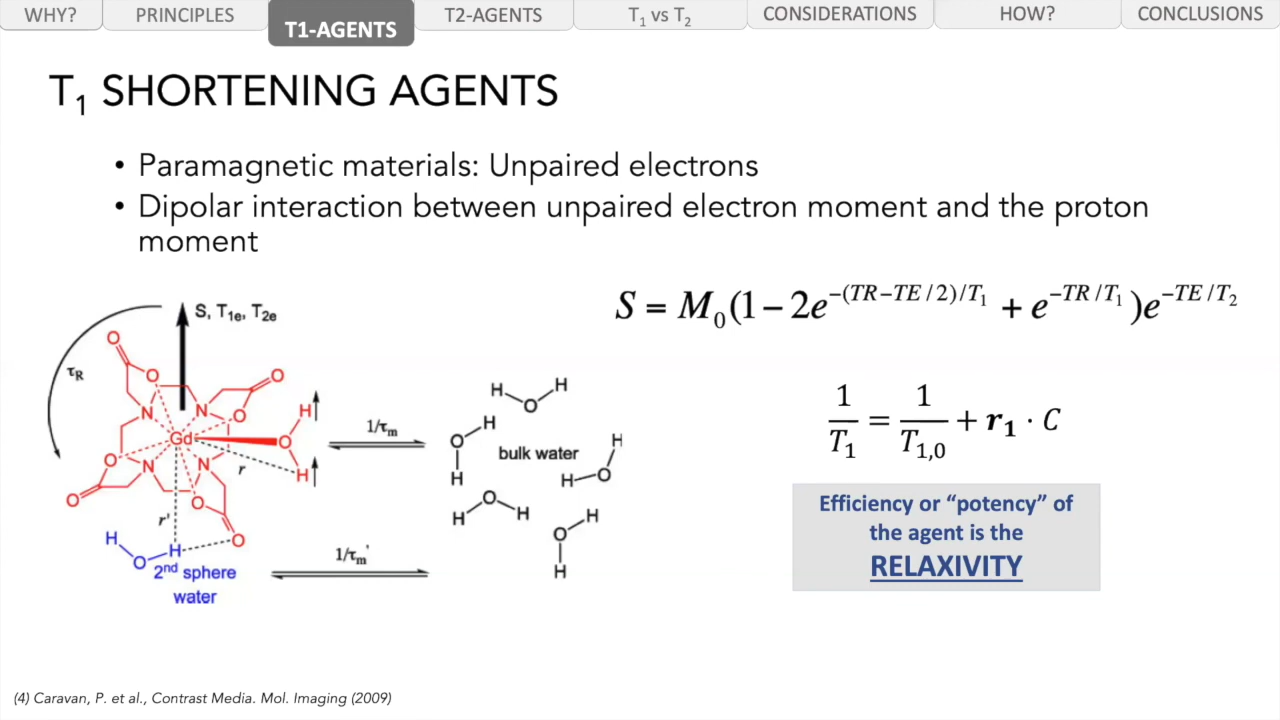 WHY?
PRINCIPLES
T1-AGENTS
T2-AGENTS
T₁ vs T₂
CONSIDERATIONS
HOW?
CONCLUSIONS
T₁ SHORTENING AGENTS
• Paramagnetic materials: Unpaired electrons
• Dipolar interaction between unpaired electron moment and the proton
moment
S, T₁ₑ, T₂ₑ
τR
O
O
O
O
N
N
H
Gd
O
r
H
O
N
N
O
O
r'
O
H
H
O
2nd sphere
water
1/τm
1/τm'
H
H
O
H
O
H
bulk water
H
H
O
O
H
H
H
O
H
S = M₀(1 − 2e^−(TR−TE/2)/T₁ + e^−TR/T₁)e^−TE/T₂
1/T₁ = 1/T₁,₀ + r₁ · C
Efficiency or “potency” of
the agent is the
RELAXIVITY
(4) Caravan, P. et al., Contrast Media. Mol. Imaging (2009)